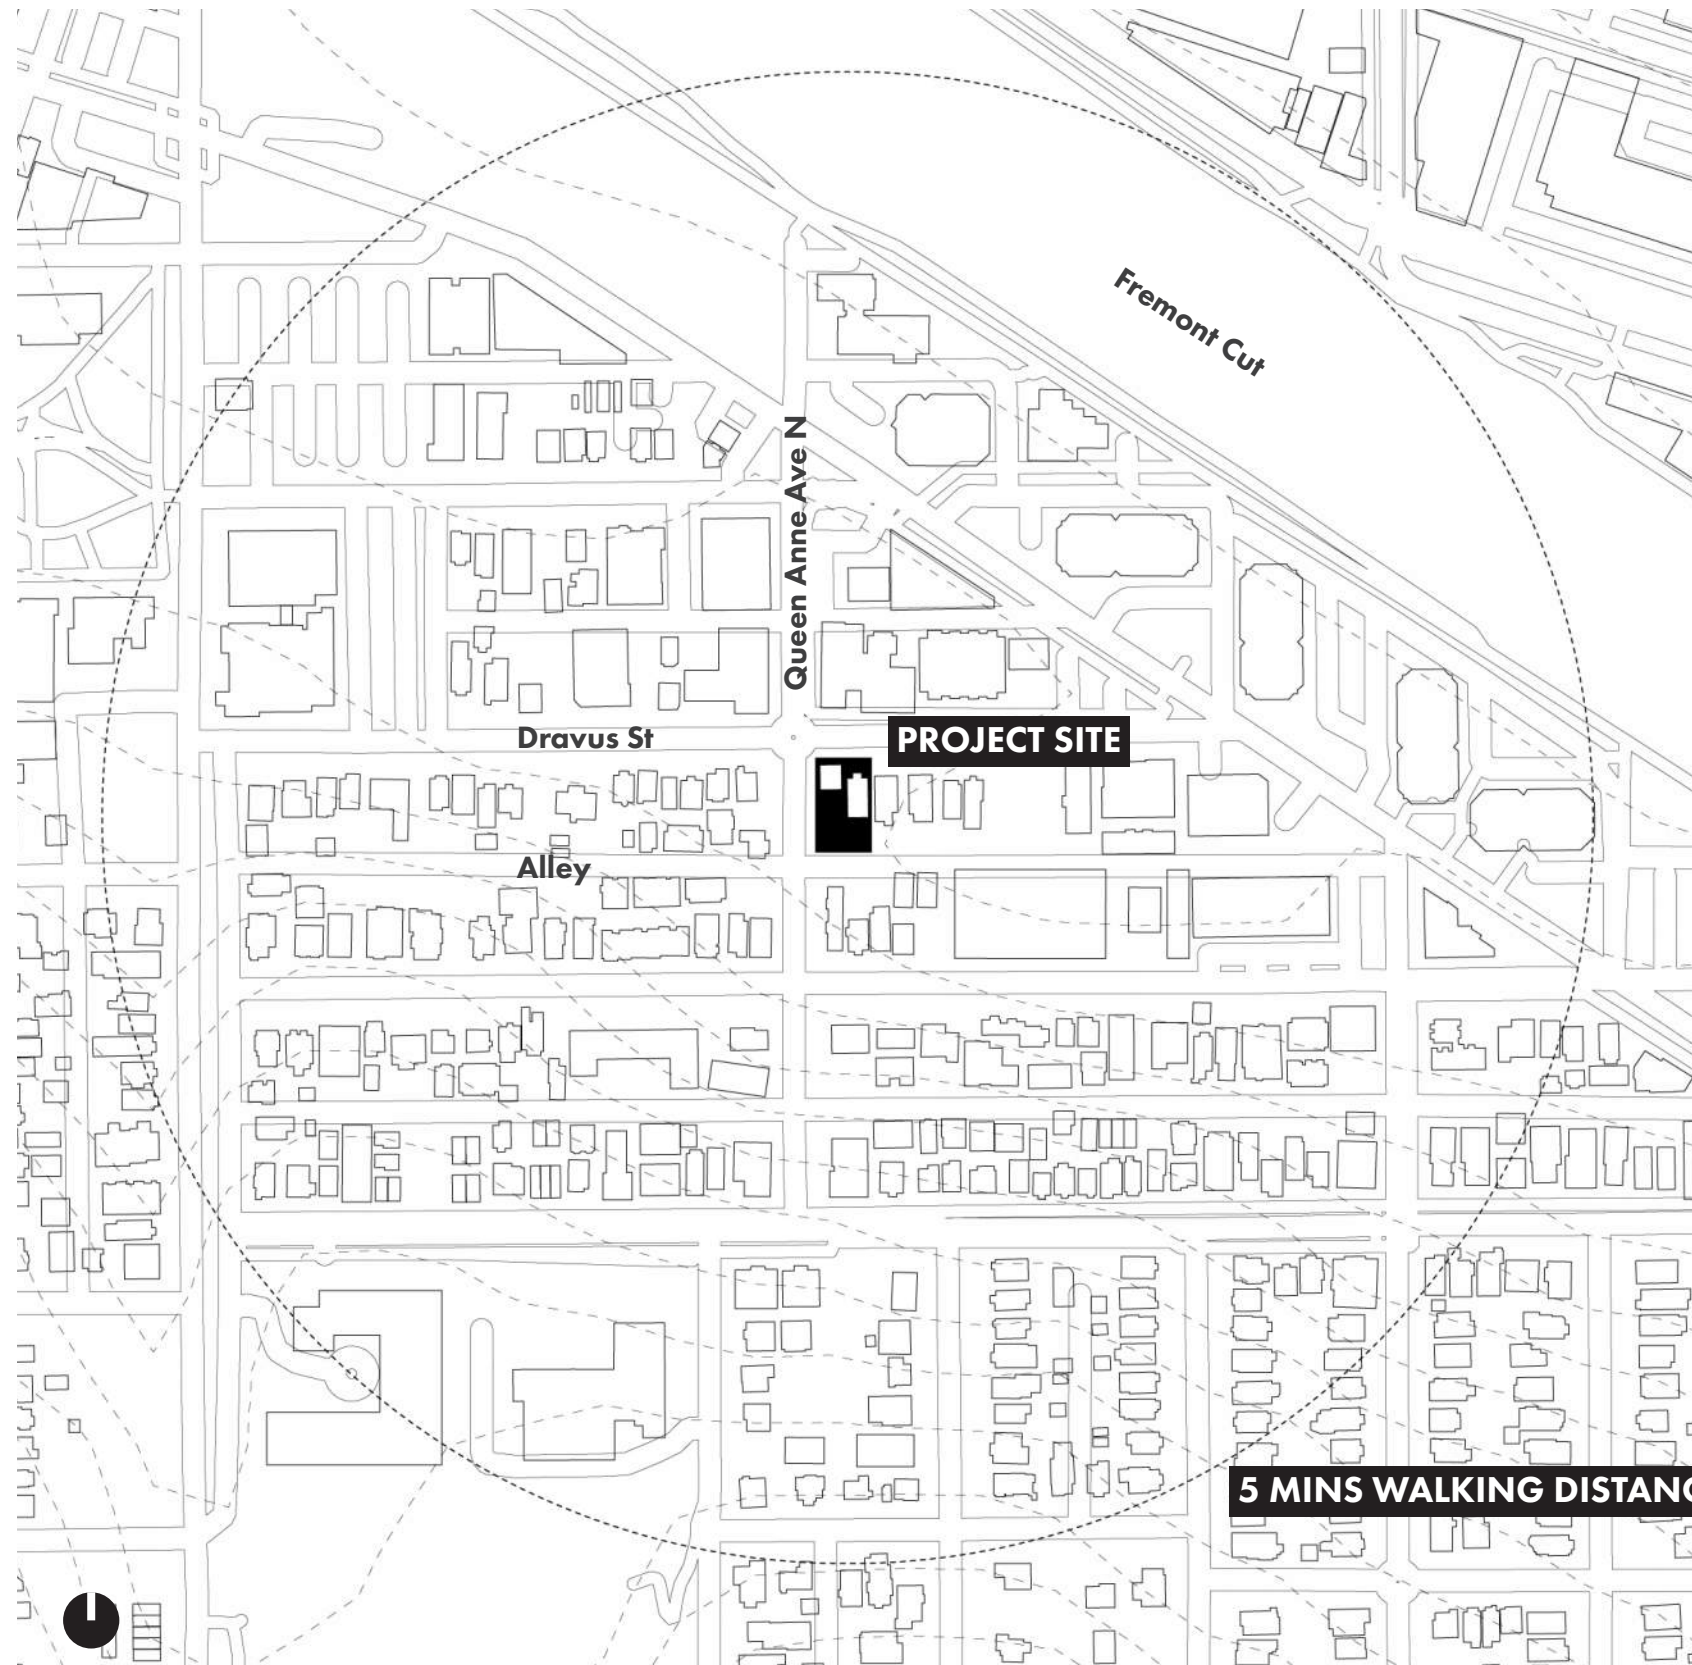 Fremont Cut
Queen Anne Ave N
Dravus St
PROJECT SITE
Alley
5 MINS WALKING DISTANC